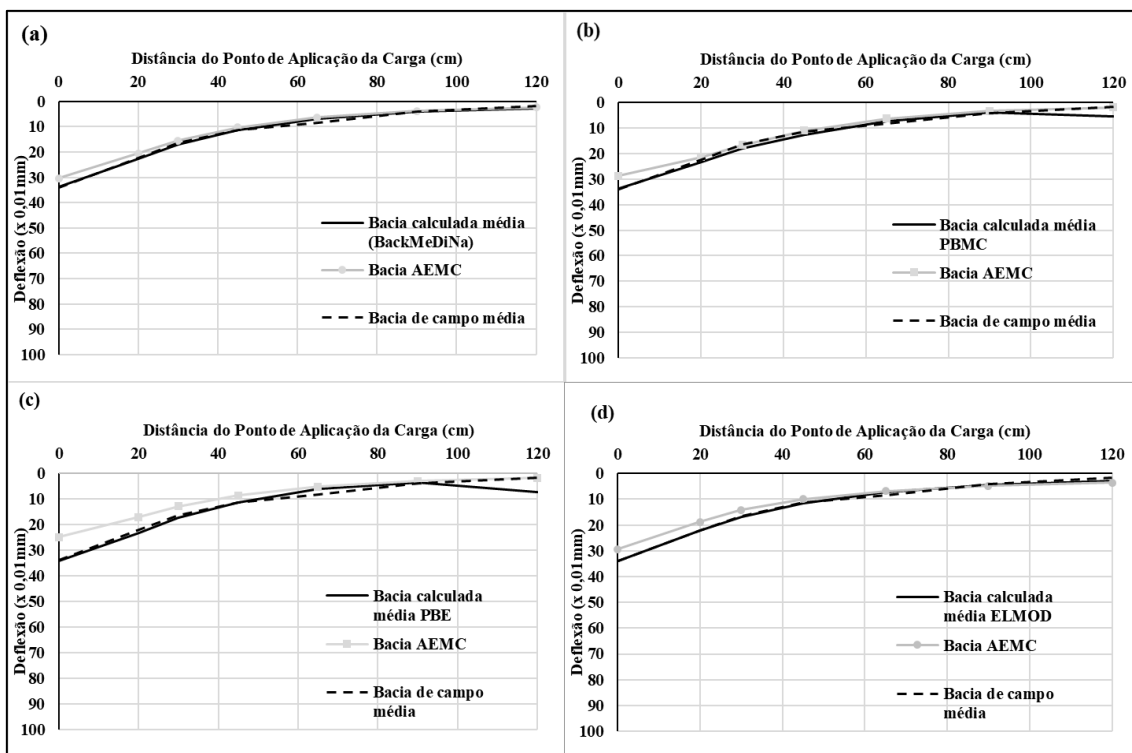 (a)
Distância do Ponto de Aplicação da Carga (cm)
0 20 40 60 80 100 120
0
10
20
30
40
50
60
70
80
90
100
Deflexão (x 0,01mm)
Bacia calculada média
(BackMeDiNa)
Bacia AEMC
Bacia de campo média
(b)
Distância do Ponto de Aplicação da Carga (cm)
0 20 40 60 80 100 120
0
10
20
30
40
50
60
70
80
90
100
Deflexão (x 0,01mm)
Bacia calculada média
PBMC
Bacia AEMC
Bacia de campo média
(c)
Distância do Ponto de Aplicação da Carga (cm)
0 20 40 60 80 100 120
0
10
20
30
40
50
60
70
80
90
100
Deflexão (x 0,01mm)
Bacia calculada
média PBE
Bacia AEMC
Bacia de campo
média
(d)
Distância do Ponto de Aplicação da Carga (cm)
0 20 40 60 80 100 120
0
10
20
30
40
50
60
70
80
90
100
Deflexão (x 0,01mm)
Bacia calculada
média ELMOD
Bacia AEMC
Bacia de campo
média